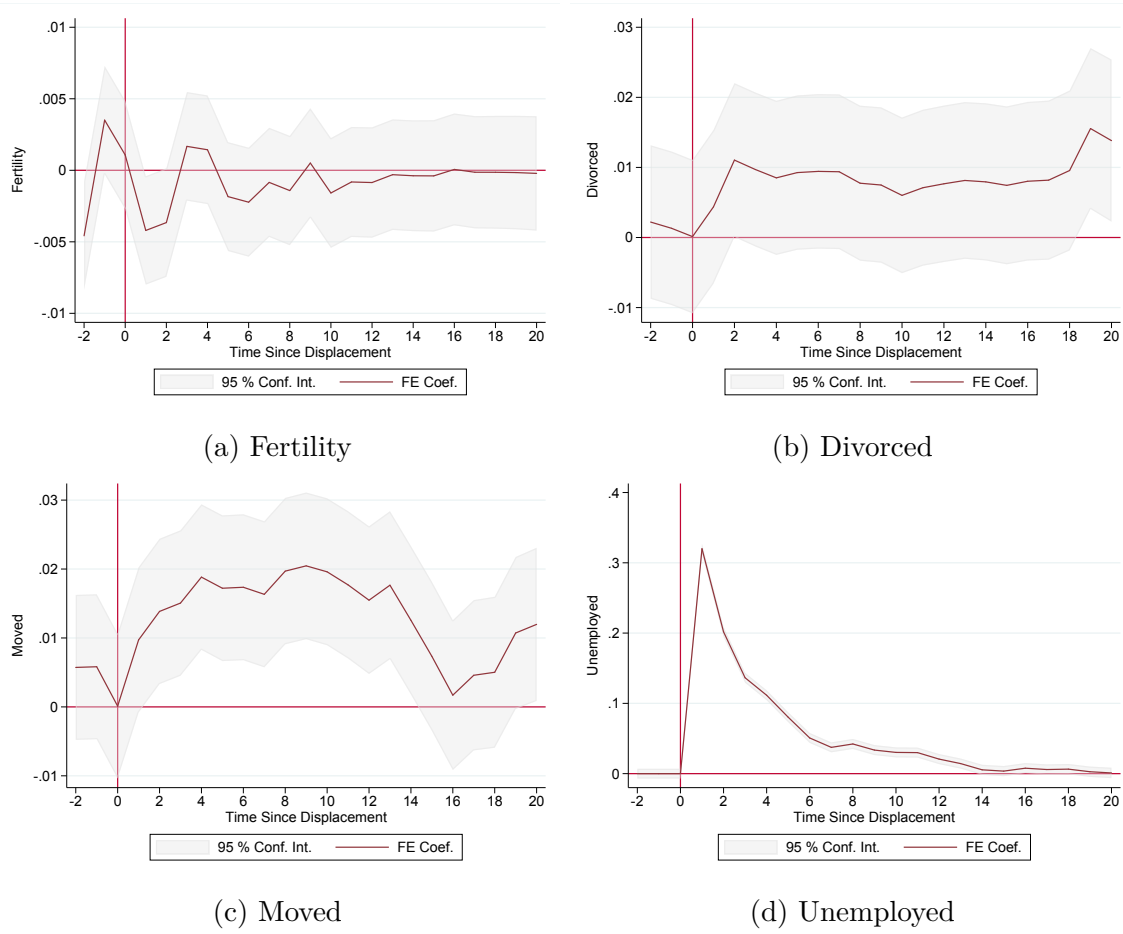 .01
.005
0
-.005
-.01
Fertility
-2 0 2 4 6 8 10 12 14 16 18 20
Time Since Displacement
95 % Conf. Int. FE Coef.
(a) Fertility
.03
.02
.01
0
-.01
Divorced
-2 0 2 4 6 8 10 12 14 16 18 20
Time Since Displacement
95 % Conf. Int. FE Coef.
(b) Divorced
.03
.02
.01
0
-.01
Moved
-2 0 2 4 6 8 10 12 14 16 18 20
Time Since Displacement
95 % Conf. Int. FE Coef.
(c) Moved
.4
.3
.2
.1
0
Unemployed
-2 0 2 4 6 8 10 12 14 16 18 20
Time Since Displacement
95 % Conf. Int. FE Coef.
(d) Unemployed